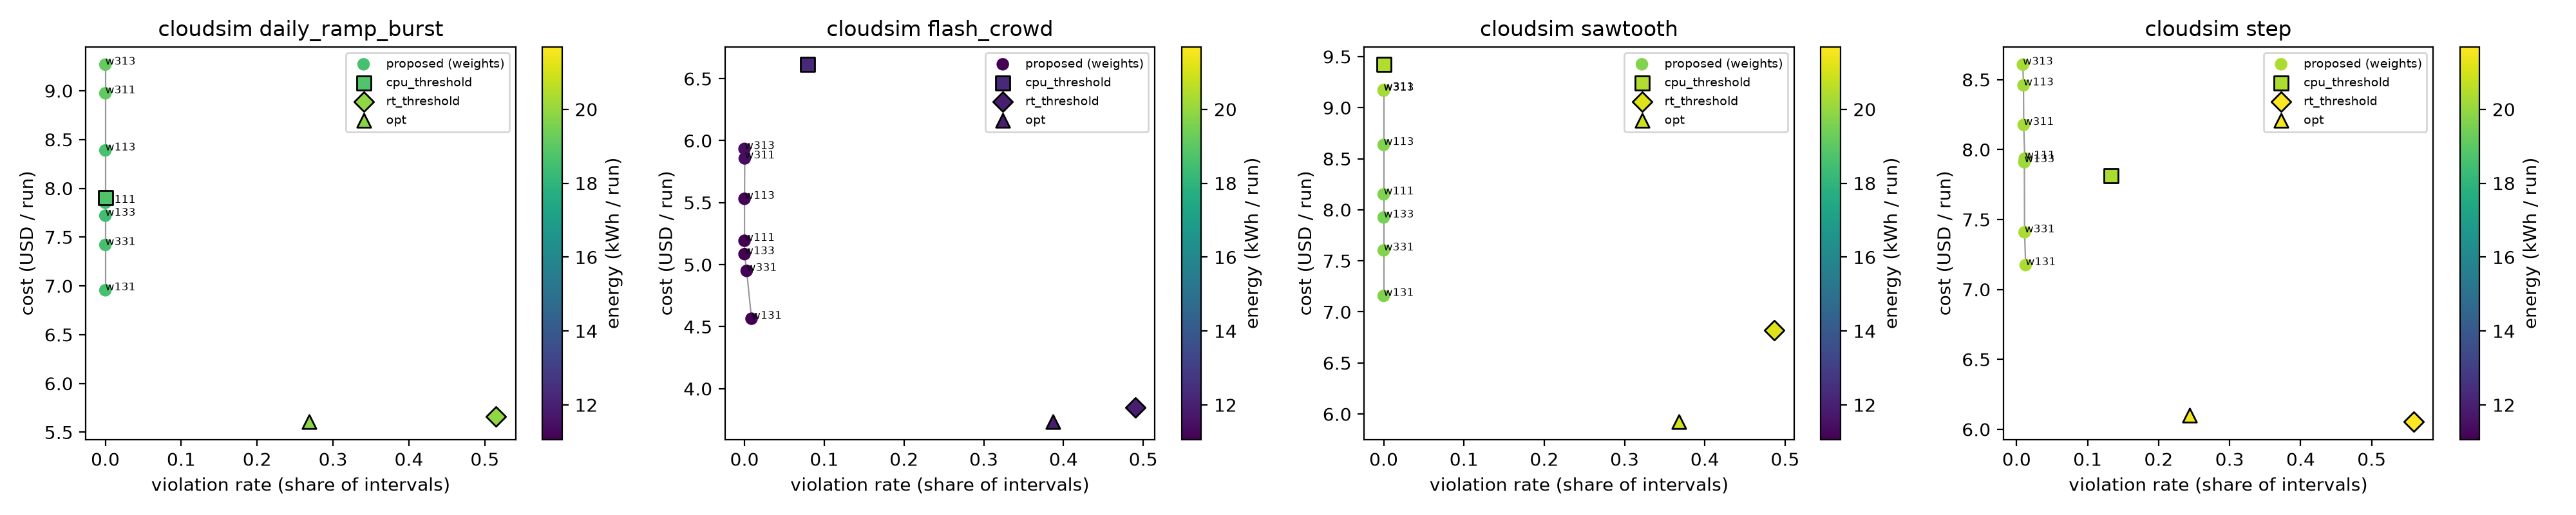 cloudsim daily_ramp_burst
cost (USD / run)
9.0
8.5
8.0
7.5
7.0
6.5
6.0
5.5
w313
w311
w113
w111
w133
w331
w131
proposed (weights)
cpu_threshold
rt_threshold
opt
0.0 0.1 0.2 0.3 0.4 0.5
violation rate (share of intervals)
20
18
16
14
12
energy (kWh / run)
cloudsim flash_crowd
cost (USD / run)
6.5
6.0
5.5
5.0
4.5
4.0
w313
w311
w113
w111
w133
w331
w131
proposed (weights)
cpu_threshold
rt_threshold
opt
0.0 0.1 0.2 0.3 0.4 0.5
violation rate (share of intervals)
20
18
16
14
12
energy (kWh / run)
cloudsim sawtooth
cost (USD / run)
9.5
9.0
8.5
8.0
7.5
7.0
6.5
6.0
w113
w111
w133
w331
w131
proposed (weights)
cpu_threshold
rt_threshold
opt
0.0 0.1 0.2 0.3 0.4 0.5
violation rate (share of intervals)
20
18
16
14
12
energy (kWh / run)
cloudsim step
cost (USD / run)
8.5
8.0
7.5
7.0
6.5
6.0
w313
w113
w311
w111
w133
w331
w131
proposed (weights)
cpu_threshold
rt_threshold
opt
0.0 0.1 0.2 0.3 0.4 0.5
violation rate (share of intervals)
20
18
16
14
12
energy (kWh / run)